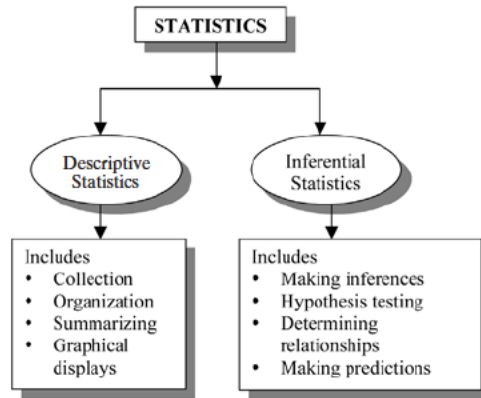 STATISTICS
Descriptive
Statistics
Inferential
Statistics
Includes
• Collection
• Organization
• Summarizing
• Graphical
displays
Includes
• Making inferences
• Hypothesis testing
• Determining
relationships
• Making predictions